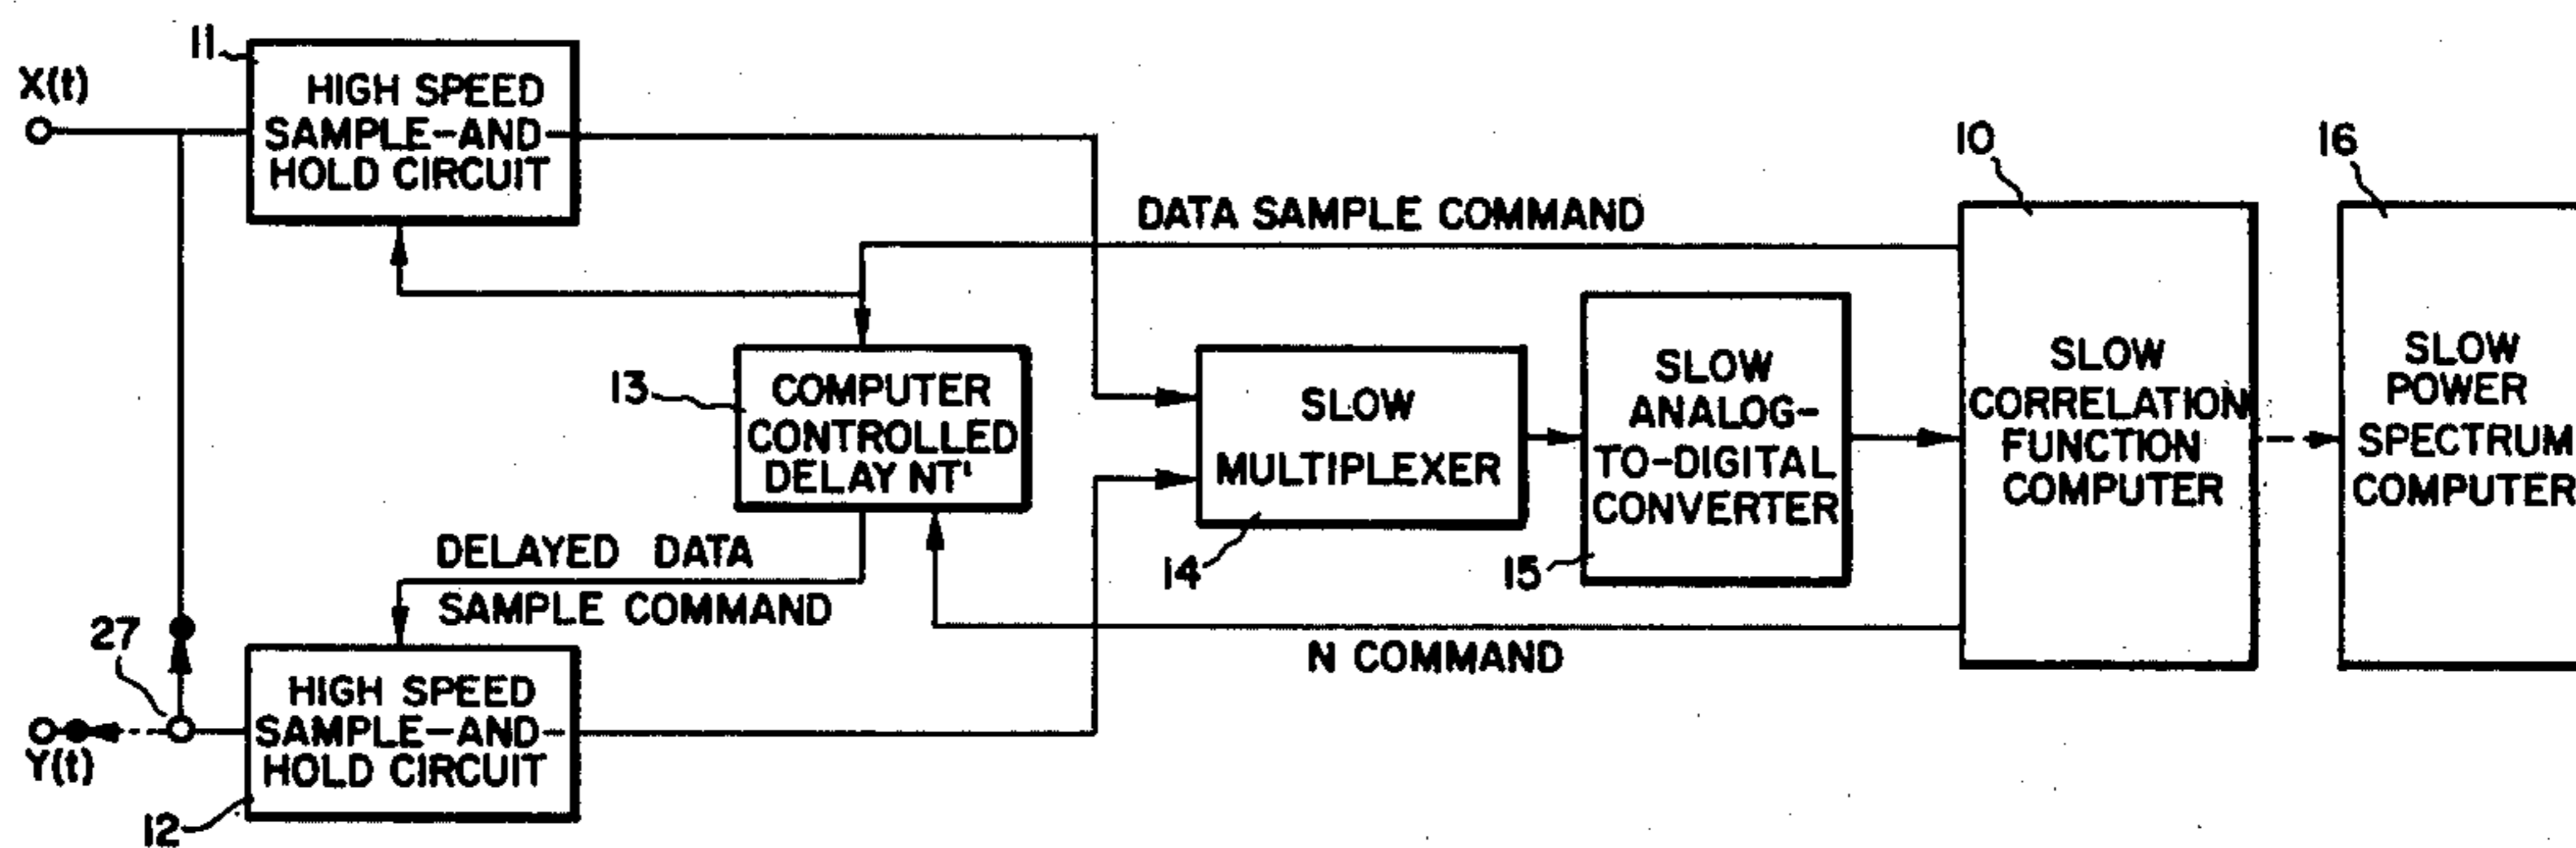 11
X(t)
HIGH SPEED
SAMPLE-AND-
HOLD CIRCUIT
DATA SAMPLE COMMAND
10
16
13
COMPUTER
CONTROLLED
DELAY NT'
SLOW
MULTIPLEXER
14
SLOW
ANALOG-
TO-DIGITAL
CONVERTER
15
SLOW
CORRELATION
FUNCTION
COMPUTER
SLOW
POWER
SPECTRUM
COMPUTER
DELAYED DATA
SAMPLE COMMAND
N COMMAND
27
Y(t)
HIGH SPEED
SAMPLE-AND-
HOLD CIRCUIT
12